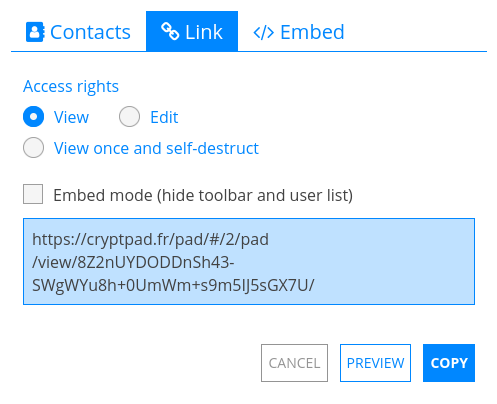 Contacts Link </> Embed
Access rights
View Edit
View once and self-destruct
Embed mode (hide toolbar and user list)
https://cryptpad.fr/pad/#/2/pad
/view/8Z2nUYDODDnSh43-
SWgWYu8h+0UmWm+s9m5lJ5sGX7U/
CANCEL PREVIEW COPY